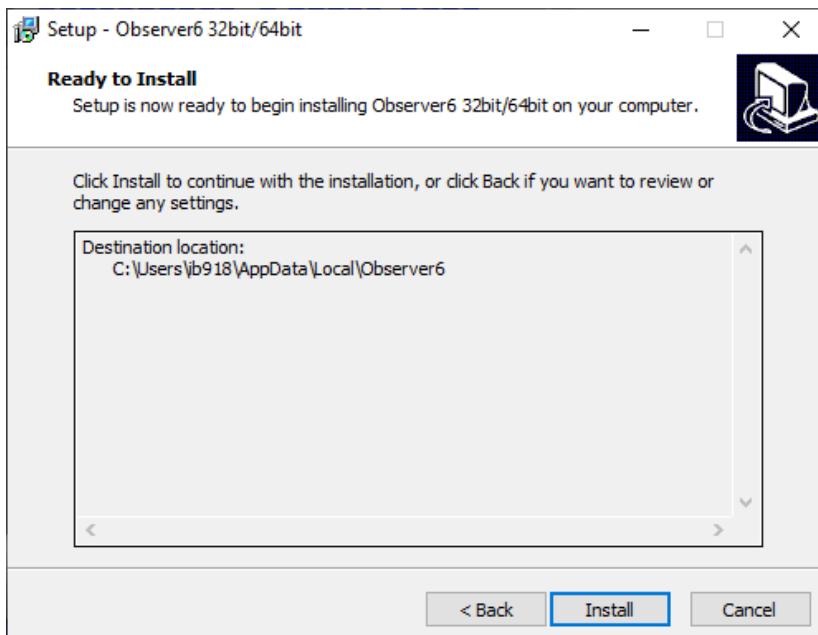 Setup - Observer6 32bit/64bit
Ready to Install
Setup is now ready to begin installing Observer6 32bit/64bit on your computer.
Click Install to continue with the installation, or click Back if you want to review or
change any settings.
Destination location:
C:\Users\ib918\AppData\Local\Observer6
< Back
Install
Cancel